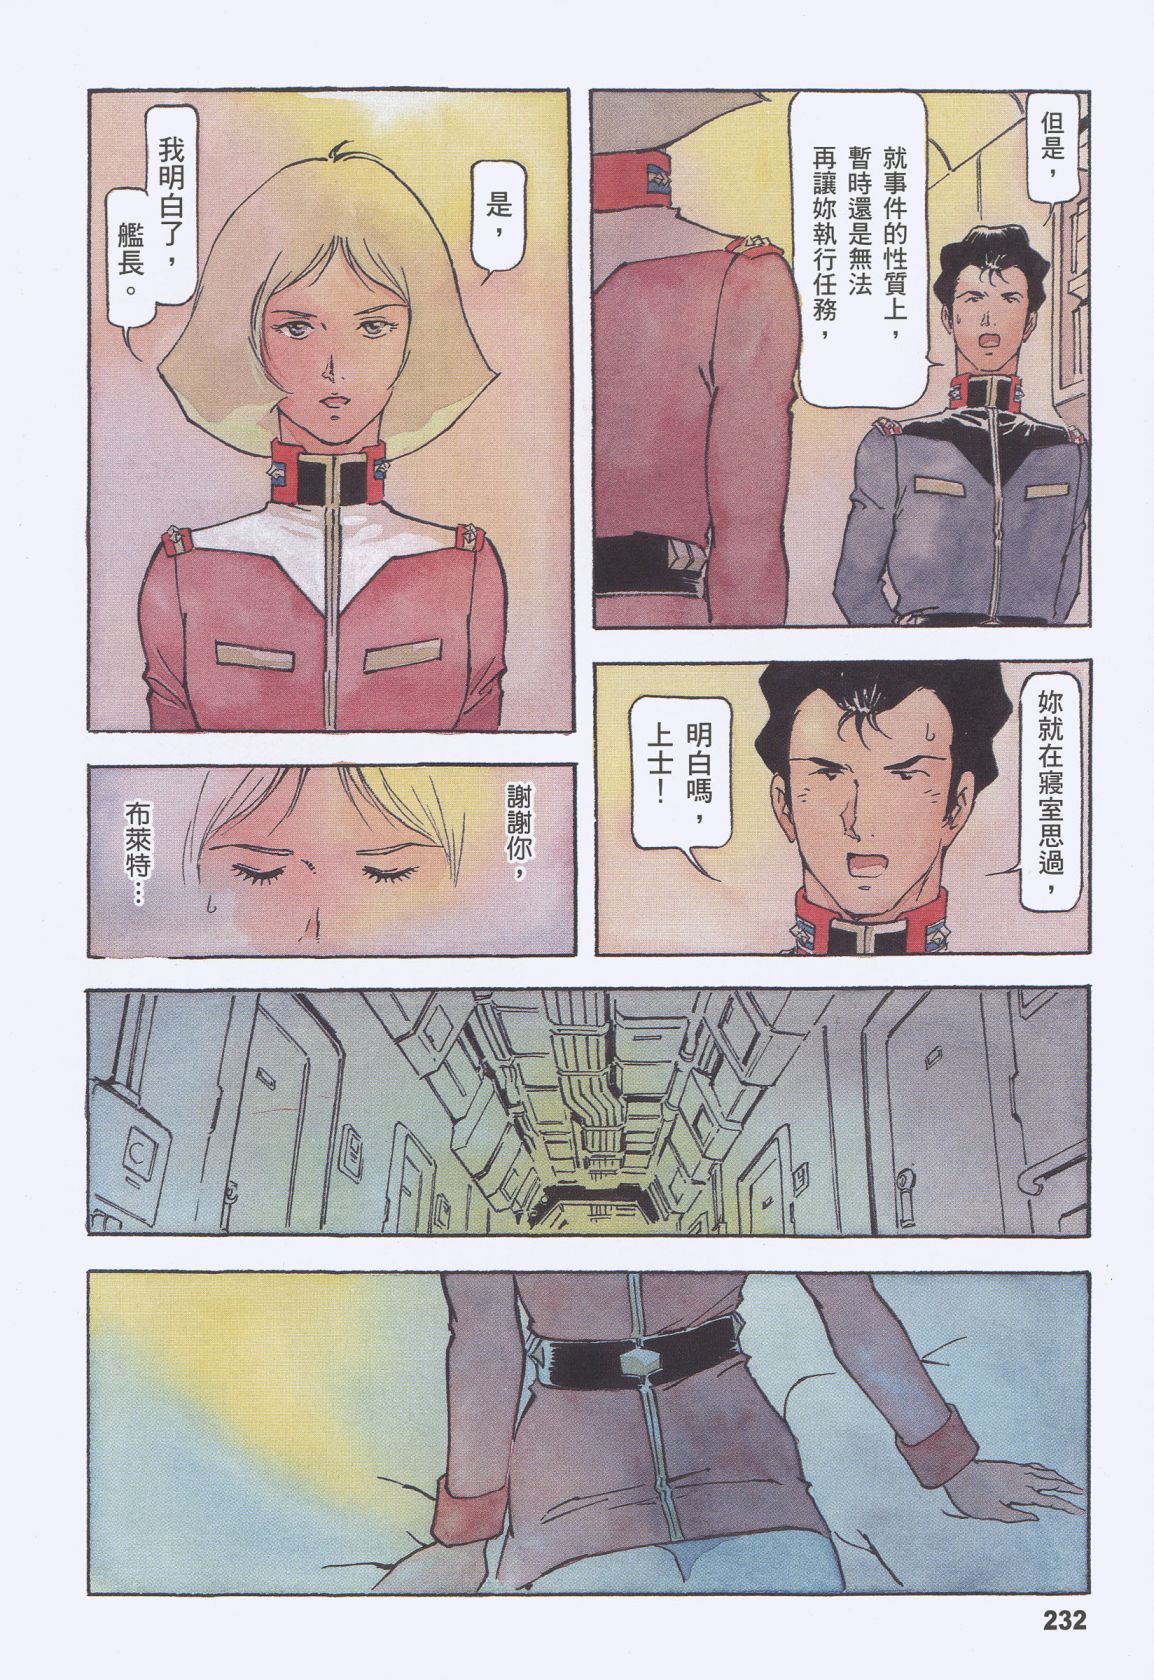 但是，
就事件的性質上，
暫時還是無法
再讓妳執行任務，
妳就在寢室思過，
明白嗎，
上士！
是，
我明白了，
艦長。
謝謝你，
布萊特…
232